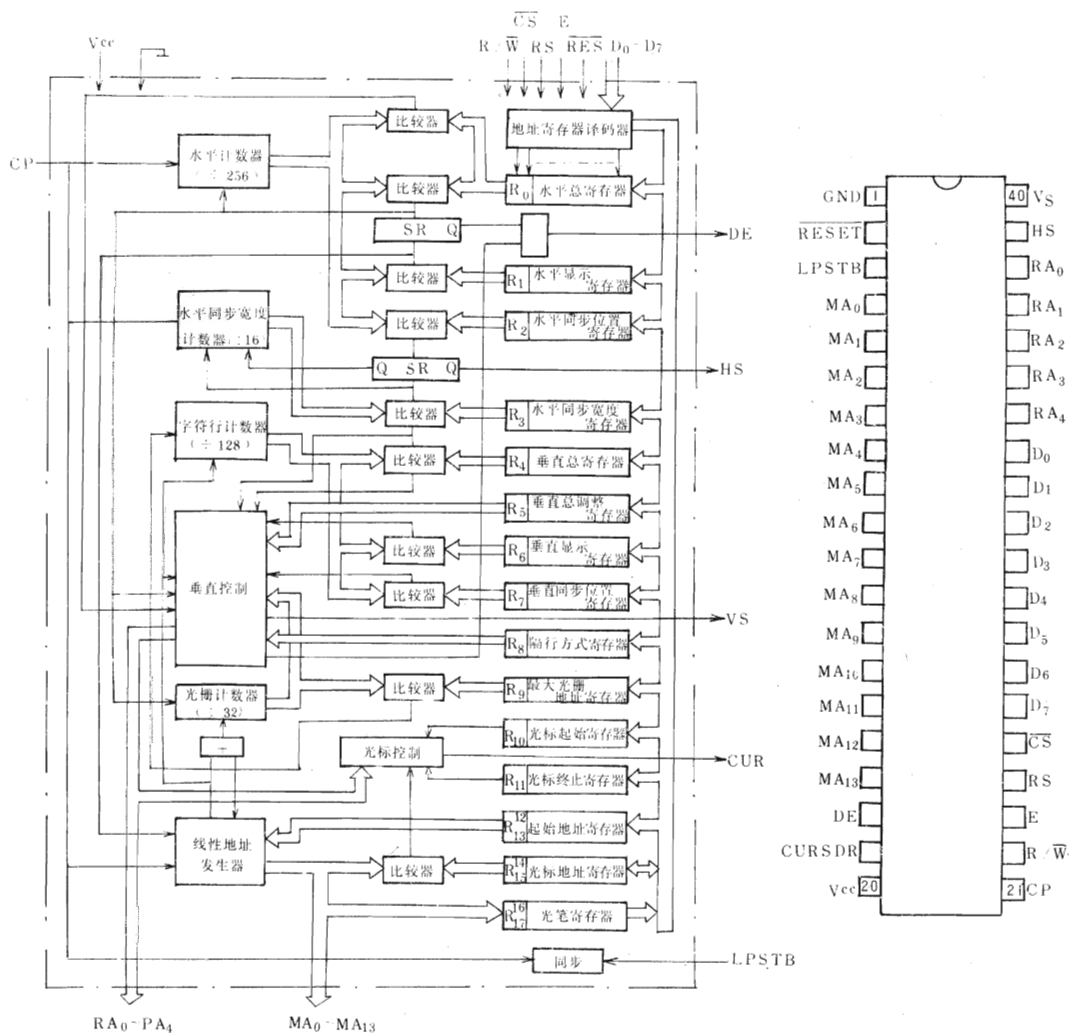 CS E
Vcc
R/W RS RES D0-D7
比较器
地址寄存器译码器
CP
水平计数器
(÷256)
比较器
R0 水平总寄存器
SR Q
DE
比较器
R1 水平显示
寄存器
水平同步宽度
计数器÷16
比较器
R2 水平同步位置
寄存器
Q SR Q
HS
比较器
R3 水平同步宽度
寄存器
字符行计数器
(÷128)
比较器
R4 垂直总寄存器
R5 垂直总调整
寄存器
垂直控制
比较器
R6 垂直显示
寄存器
比较器
R7 垂直同步位置
寄存器
VS
R8 隔行方式寄存器
光栅计数器
(÷32)
比较器
R9 最大光栅
地址寄存器
R10 光标起始寄存器
光标控制
CUR
R11 光标终止寄存器
线性地址
发生器
R12 13 起始地址寄存器
比较器
R14 15 光标地址寄存器
R16 17 光笔寄存器
同步
LPSTB
RA0-PA4
MA0-MA13
GND 1
40 VS
RESET
HS
LPSTB
RA0
MA0
RA1
MA1
RA2
MA2
RA3
MA3
RA4
MA4
D0
MA5
D1
MA6
D2
MA7
D3
MA8
D4
MA9
D5
MA10
D6
MA11
D7
MA12
CS
MA13
RS
DE
E
CURSDR
R/W
Vcc 20
21 CP